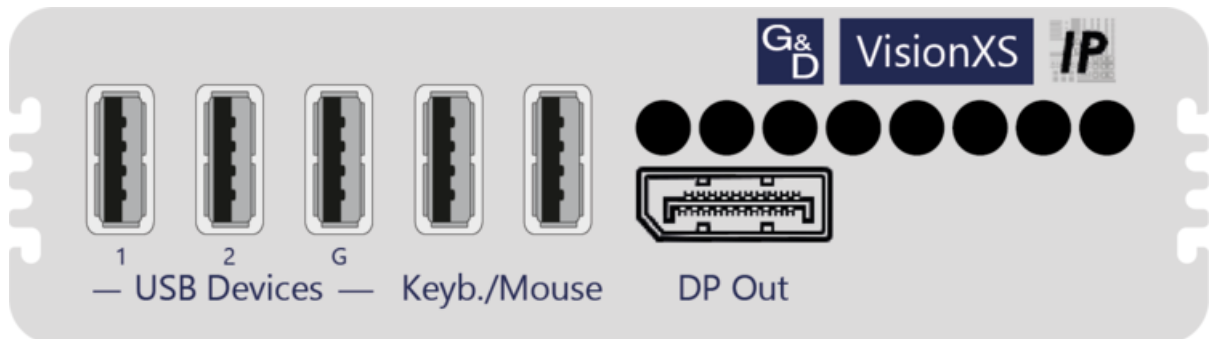 G&D VisionXS IP
1 2 G
— USB Devices — Keyb./Mouse DP Out